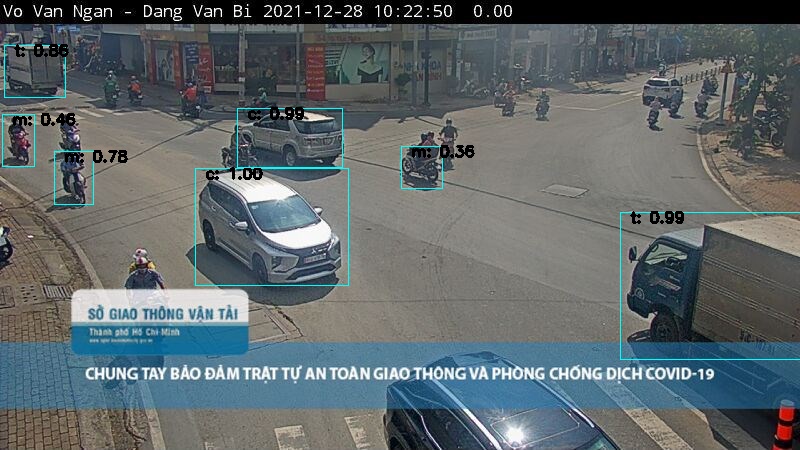 Vo Van Ngan - Dang Van Bi 2021-12-28 10:22:50  0.00
t: 0.86
c: 0.99
m: 0.46
m: 0.78
m: 0.36
c: 1.00
t: 0.99
SỞ GIAO THÔNG VẬN TẢI
Thành phố Hồ Chí Minh
CHUNG TAY BẢO ĐẢM TRẬT TỰ AN TOÀN GIAO THÔNG VÀ PHÒNG CHỐNG DỊCH COVID-19